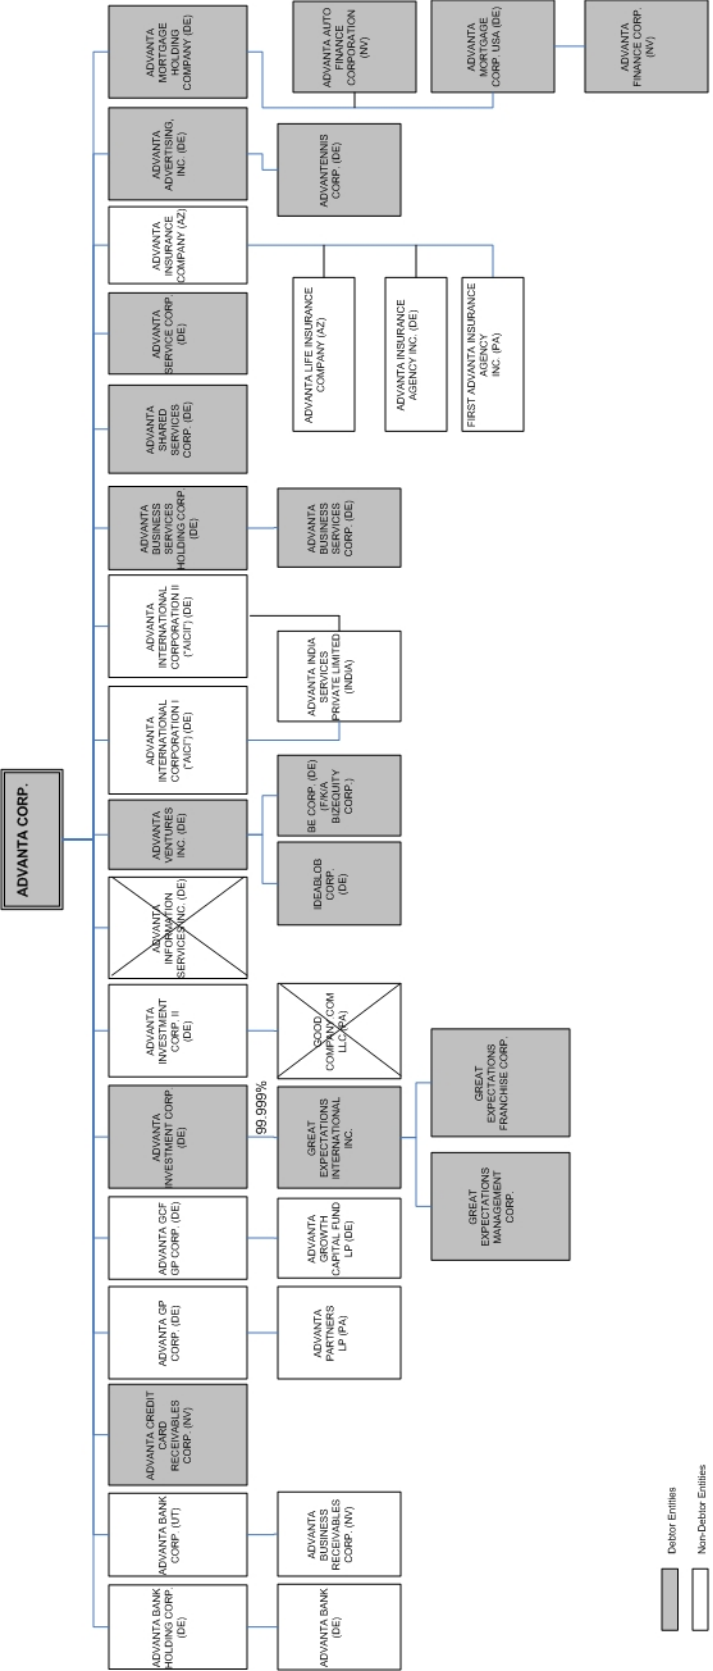 ADVANTA CORP.
ADVANTA BANK
HOLDING CORP.
(DE)
ADVANTA BANK
CORP. (UT)
ADVANTA CREDIT
CARD
RECEIVABLES
CORP. (NV)
ADVANTA GP
CORP. (DE)
ADVANTA GCF
GP CORP. (DE)
ADVANTA
INVESTMENT CORP.
(DE)
ADVANTA
INVESTMENT
CORP. II
(DE)
ADVANTA
INFORMATION
SERVICES INC. (DE)
ADVANTA
VENTURES
INC. (DE)
ADVANTA
INTERNATIONAL
CORPORATION I
("AICI") (DE)
ADVANTA
INTERNATIONAL
CORPORATION II
("AICII") (DE)
ADVANTA
BUSINESS
SERVICES
HOLDING CORP.
(DE)
ADVANTA
SHARED
SERVICES
CORP. (DE)
ADVANTA
SERVICE CORP.
(DE)
ADVANTA
INSURANCE
COMPANY (AZ)
ADVANTA
ADVERTISING,
INC. (DE)
ADVANTA
MORTGAGE
HOLDING
COMPANY (DE)
99.999%
ADVANTA BANK
(DE)
ADVANTA
BUSINESS
RECEIVABLES
CORP. (NV)
ADVANTA
PARTNERS
LP (PA)
ADVANTA
GROWTH
CAPITAL FUND
LP (DE)
GREAT
EXPECTATIONS
INTERNATIONAL
INC.
GOOD
COMPANY.COM
LLC (PA)
IDEABLOB
CORP.
(DE)
BE CORP. (DE)
(F/K/A
BIZEQUITY
CORP.)
ADVANTA INDIA
SERVICES
PRIVATE LIMITED
(INDIA)
ADVANTA
BUSINESS
SERVICES
CORP. (DE)
ADVANTA LIFE INSURANCE
COMPANY (AZ)
ADVANTA INSURANCE
AGENCY INC. (DE)
FIRST ADVANTA INSURANCE
AGENCY
INC. (PA)
ADVANTENNIS
CORP. (DE)
ADVANTA AUTO
FINANCE
CORPORATION
(NV)
GREAT
EXPECTATIONS
MANAGEMENT
CORP.
GREAT
EXPECTATIONS
FRANCHISE CORP.
ADVANTA
MORTGAGE
CORP. USA (DE)
ADVANTA
FINANCE CORP.
(NV)
Debtor Entities
Non-Debtor Entities